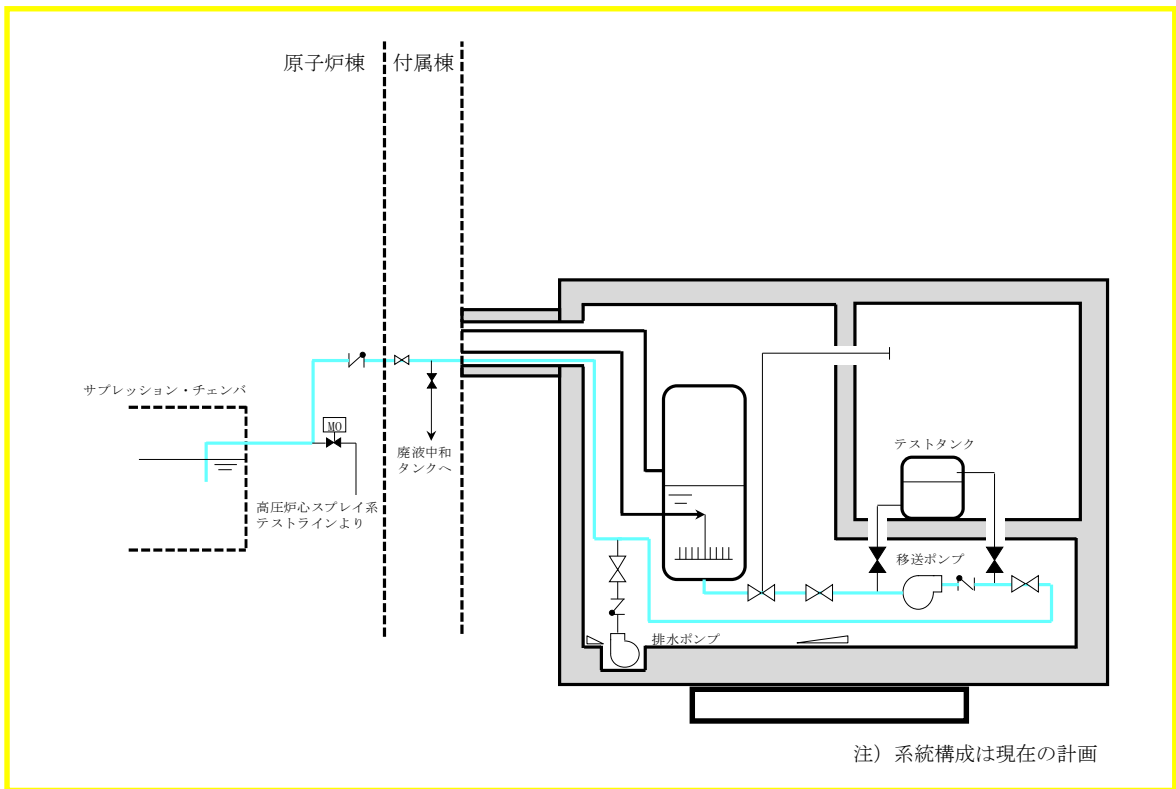 原子炉棟
付属棟
サプレッション・チェンバ
MO
高圧炉心スプレイ系
テストラインより
廃液中和
タンクへ
テストタンク
移送ポンプ
排水ポンプ
注）系統構成は現在の計画